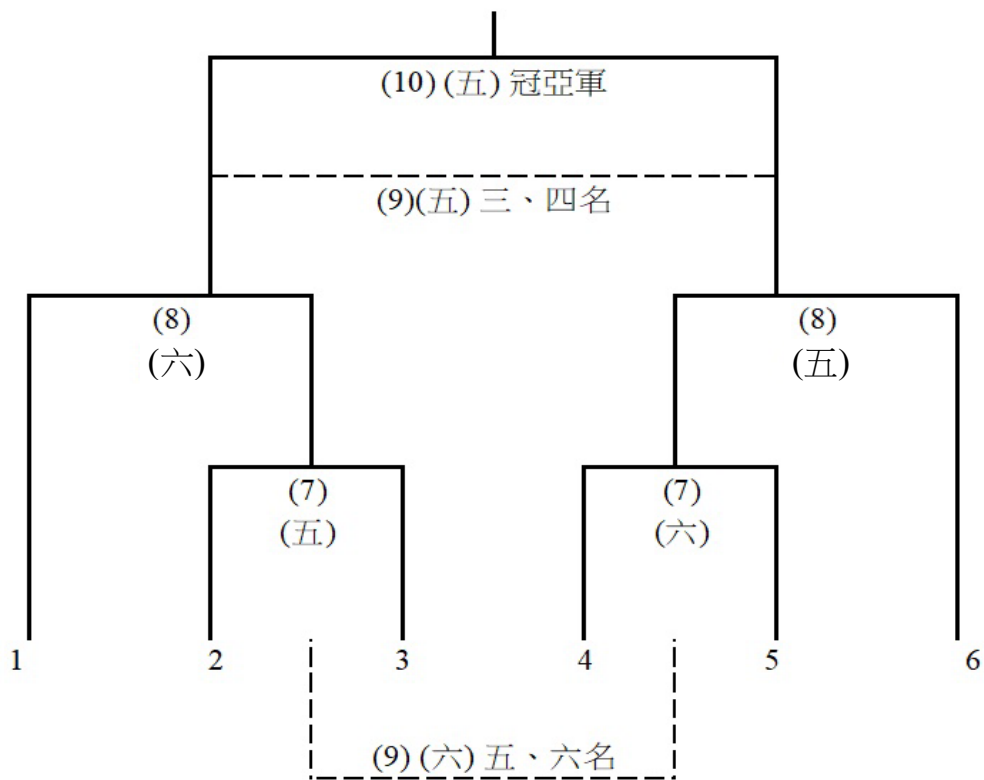 (10) (五) 冠亞軍
(9)(五) 三、四名
(8) (8)
(六) (五)
(7) (7)
(五) (六)
1 2 3 4 5 6
(9) (六) 五、六名